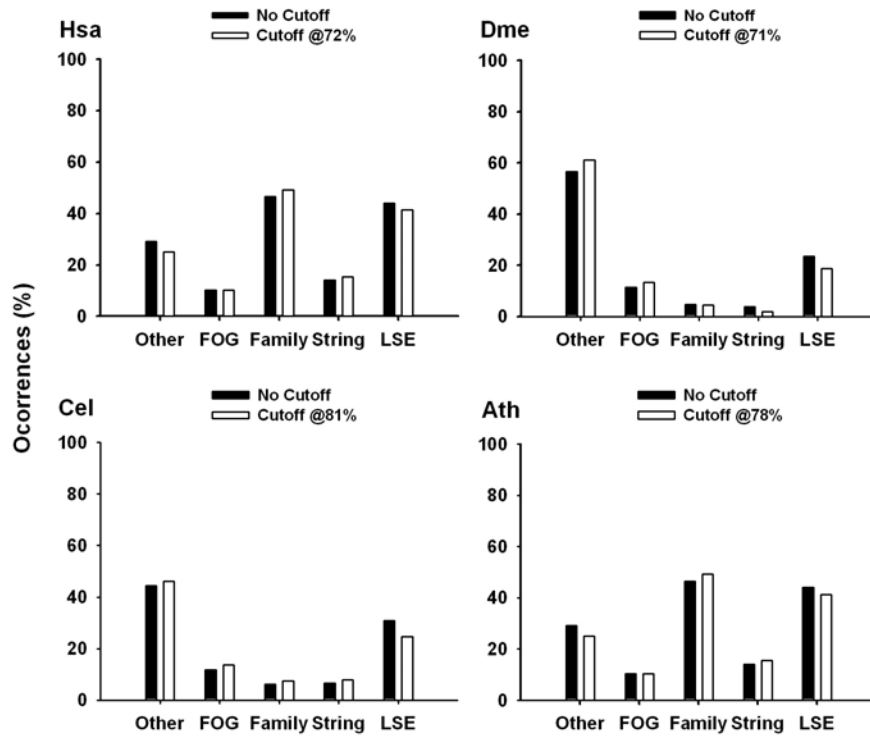 Hsa
No Cutoff
Cutoff @72%
100
80
60
40
20
0
Other FOG Family String LSE
Dme
No Cutoff
Cutoff @71%
100
80
60
40
20
0
Other FOG Family String LSE
Ocorrences (%)
Cel
No Cutoff
Cutoff @81%
100
80
60
40
20
0
Other FOG Family String LSE
Ath
No Cutoff
Cutoff @78%
100
80
60
40
20
0
Other FOG Family String LSE